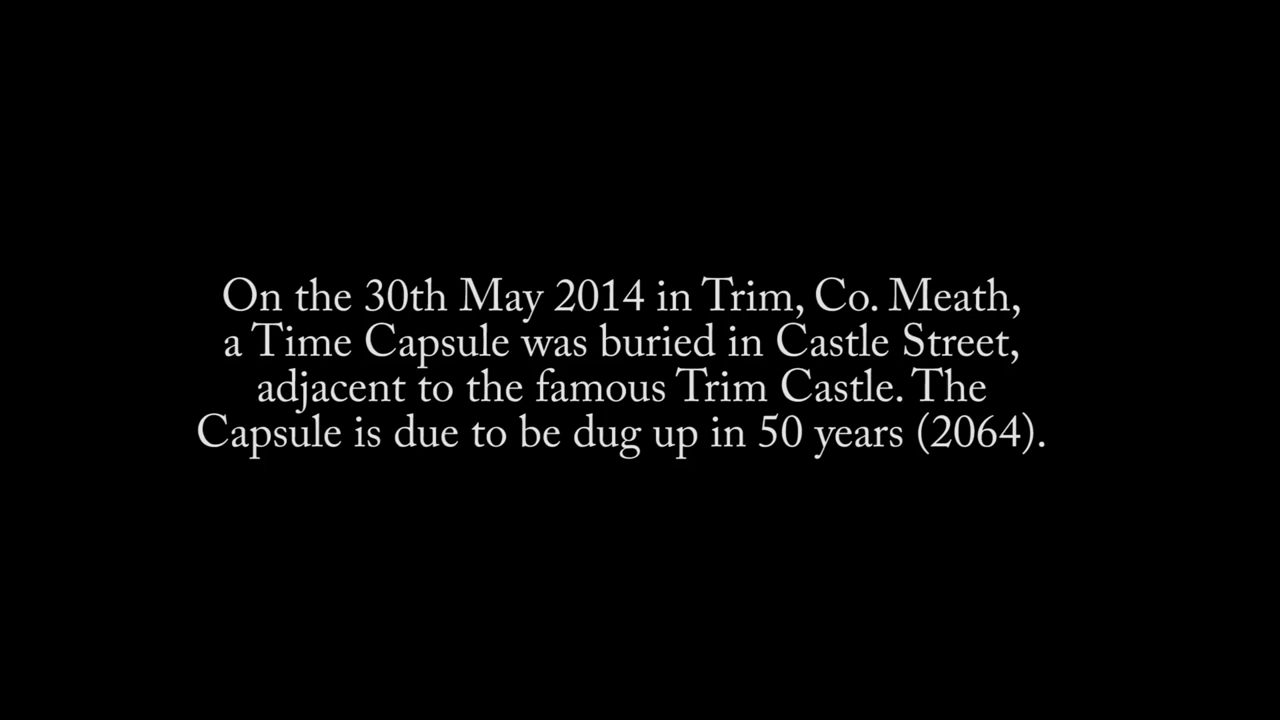 On the 30th May 2014 in Trim, Co. Meath,
a Time Capsule was buried in Castle Street,
adjacent to the famous Trim Castle. The
Capsule is due to be dug up in 50 years (2064).